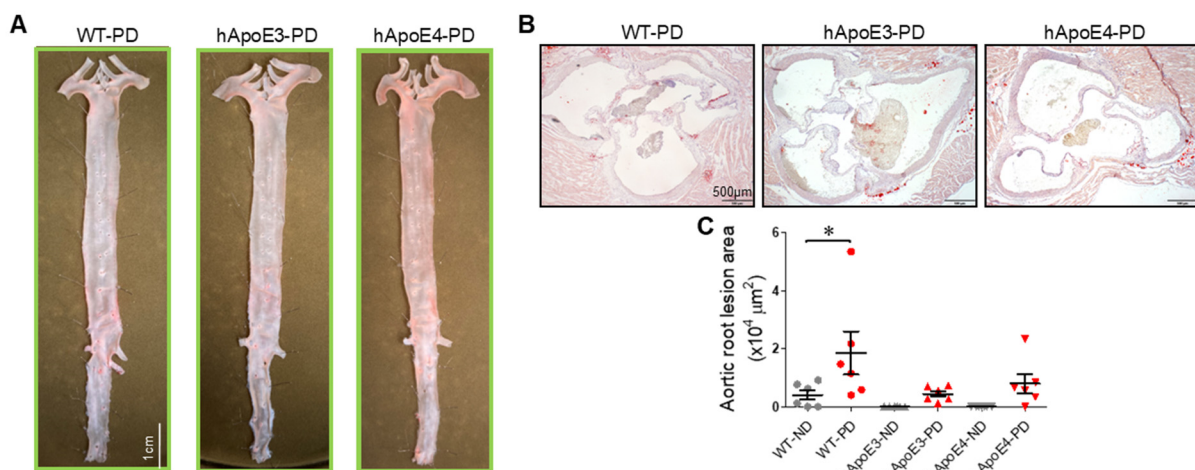 A
WT-PD hApoE3-PD hApoE4-PD
1cm
B
WT-PD hApoE3-PD hApoE4-PD
500µm
C
Aortic root lesion area
(x10⁴ µm²)
6
4
2
0
*
WT-ND WT-PD ApoE3-ND ApoE3-PD ApoE4-ND ApoE4-PD